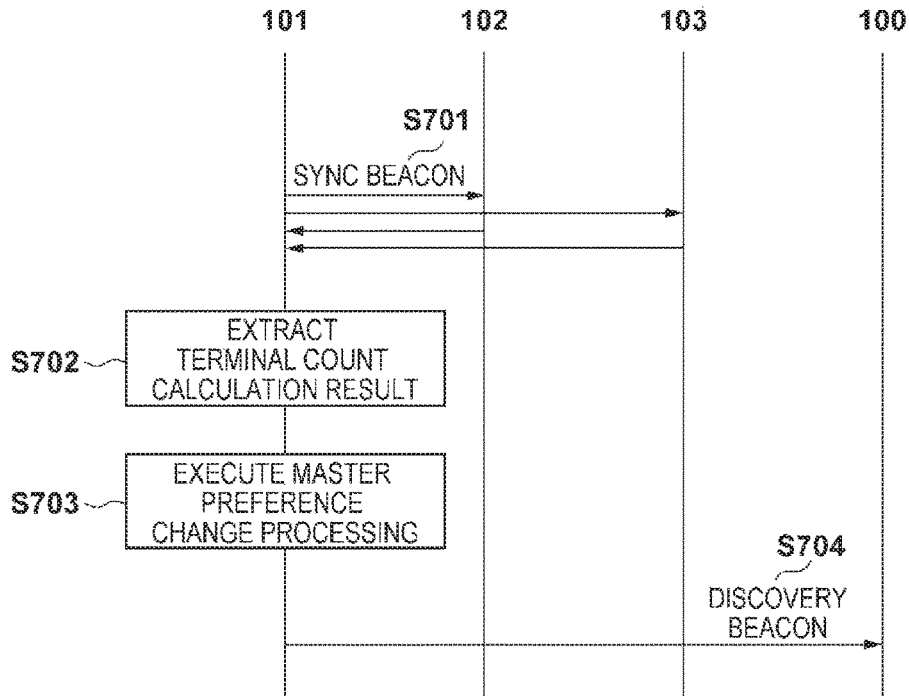 101 102 103 100
S701
SYNC BEACON
EXTRACT
TERMINAL COUNT
CALCULATION RESULT
S702
EXECUTE MASTER
PREFERENCE
CHANGE PROCESSING
S703
S704
DISCOVERY
BEACON